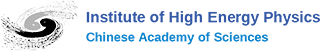 Institute of High Energy Physics
Chinese Academy of Sciences